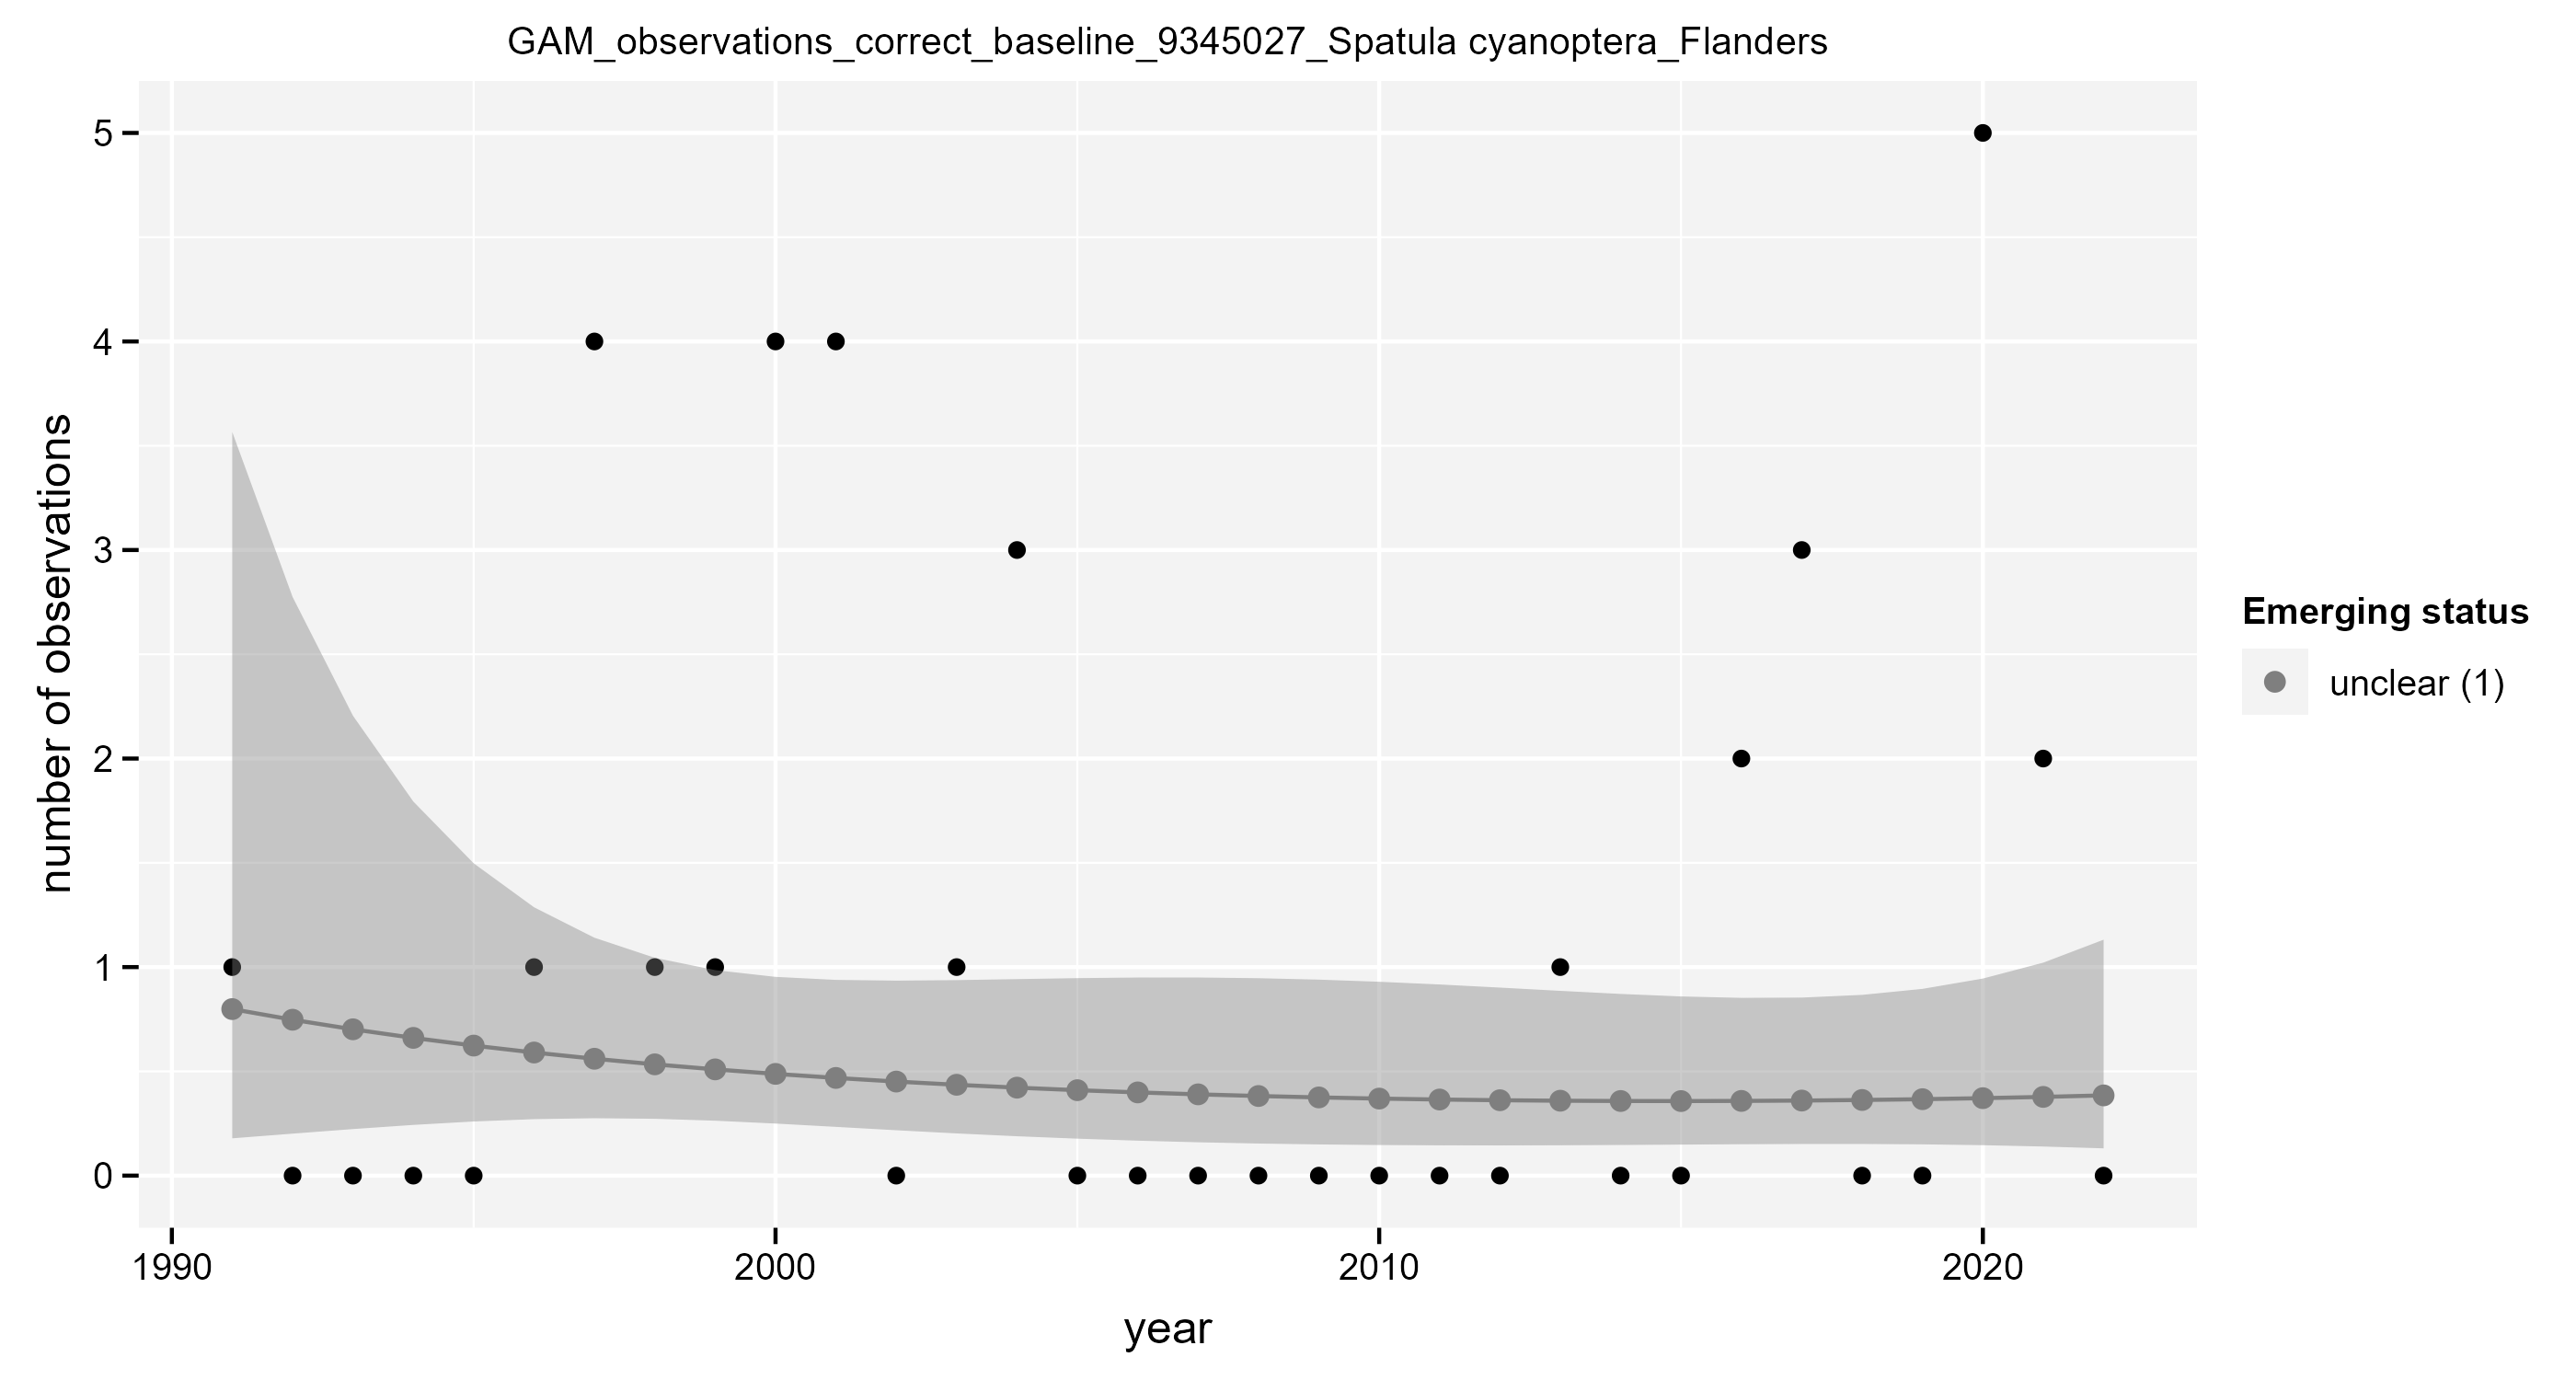 GAM_observations_correct_baseline_9345027_Spatula cyanoptera_Flanders
5
4
3
2
1
0
number of observations
1990
2000
2010
2020
year
Emerging status
unclear (1)